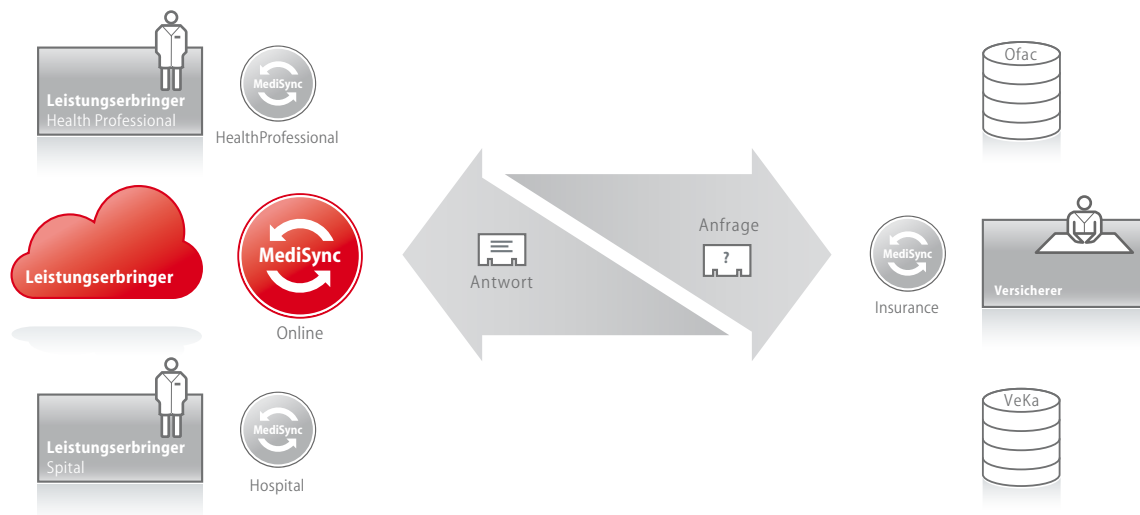 Leistungserbringer
Health Professional
MediSync
HealthProfessional
Leistungserbringer
MediSync
Online
Leistungserbringer
Spital
MediSync
Hospital
Antwort
Anfrage
?
MediSync
Insurance
Ofac
Versicherer
VeKa